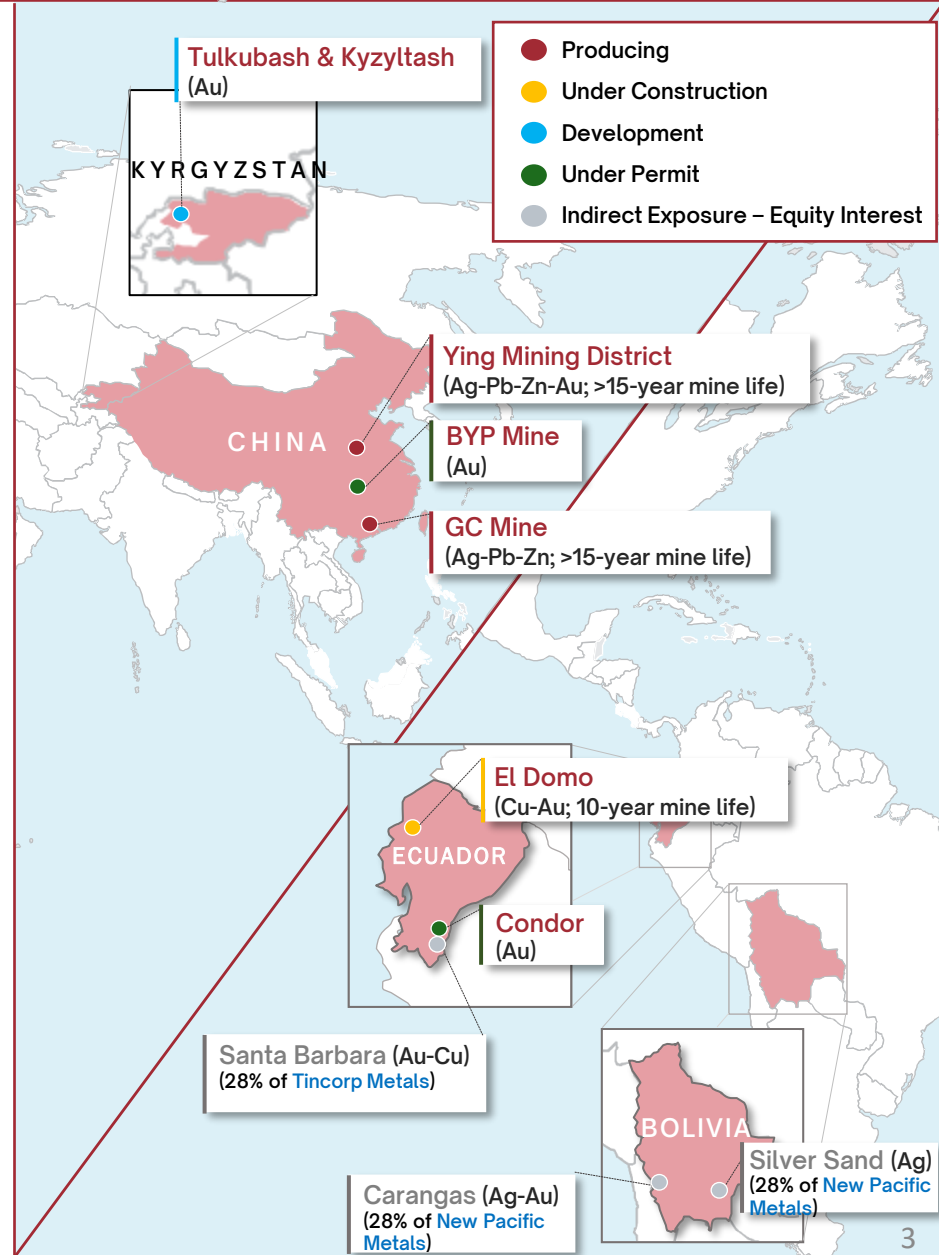 Tulkubash & Kyzyltash
(Au)
KYRGYZSTAN
Producing
Under Construction
Development
Under Permit
Indirect Exposure – Equity Interest
Ying Mining District
(Ag-Pb-Zn-Au; >15-year mine life)
CHINA
BYP Mine
(Au)
GC Mine
(Ag-Pb-Zn; >15-year mine life)
El Domo
(Cu-Au; 10-year mine life)
ECUADOR
Condor
(Au)
Santa Barbara (Au-Cu)
(28% of Tincorp Metals)
BOLIVIA
Silver Sand (Ag)
(28% of New Pacific
Metals)
Carangas (Ag-Au)
(28% of New Pacific
Metals)
3